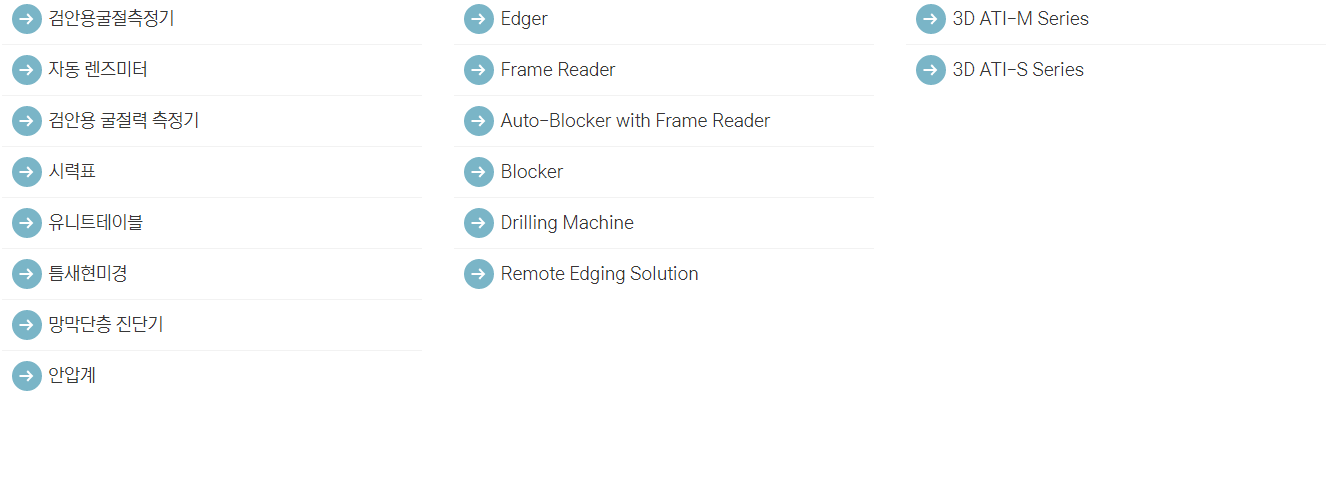 검안용굴절측정기
자동 렌즈미터
검안용 굴절력 측정기
시력표
유니트테이블
틈새현미경
망막단층 진단기
안압계
Edger
Frame Reader
Auto-Blocker with Frame Reader
Blocker
Drilling Machine
Remote Edging Solution
3D ATI-M Series
3D ATI-S Series